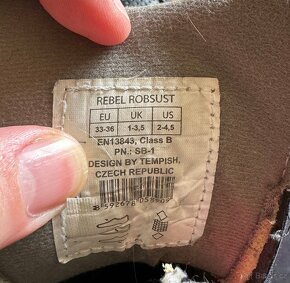 REBEL ROBSUST
EU UK US
33-36 1-3,5 2-4,5
EN13843, Class B
PN.: SB-1
DESIGN BY TEMPISH,
CZECH REPUBLIC